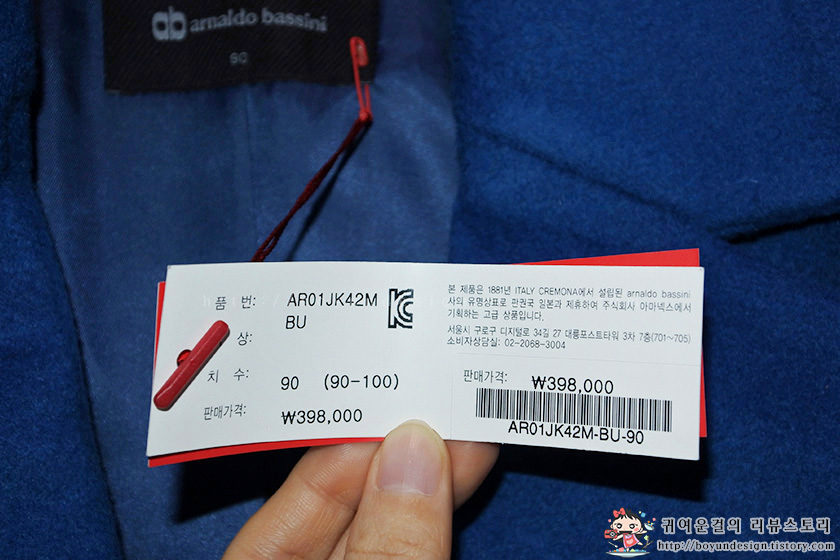 ab arnaldo bassini
90
품 번: AR01JK42M
BU
상:
치 수: 90 (90-100)
판매가격: ₩398,000
본 제품은 1881년 ITALY CREMONA에서 설립된 arnaldo bassini
사의 유명상표로 판권국 일본과 제휴하여 주식회사 아마넥스에서
기획하는 고급 상품입니다.
서울시 구로구 디지털로 34길 27 대륭포스트타워 3차 7층(701~705)
소비자상담실: 02-2068-3004
판매가격: ₩398,000
AR01JK42M-BU-90
귀여운걸의 리뷰스토리
http://boyundesign.tistory.com